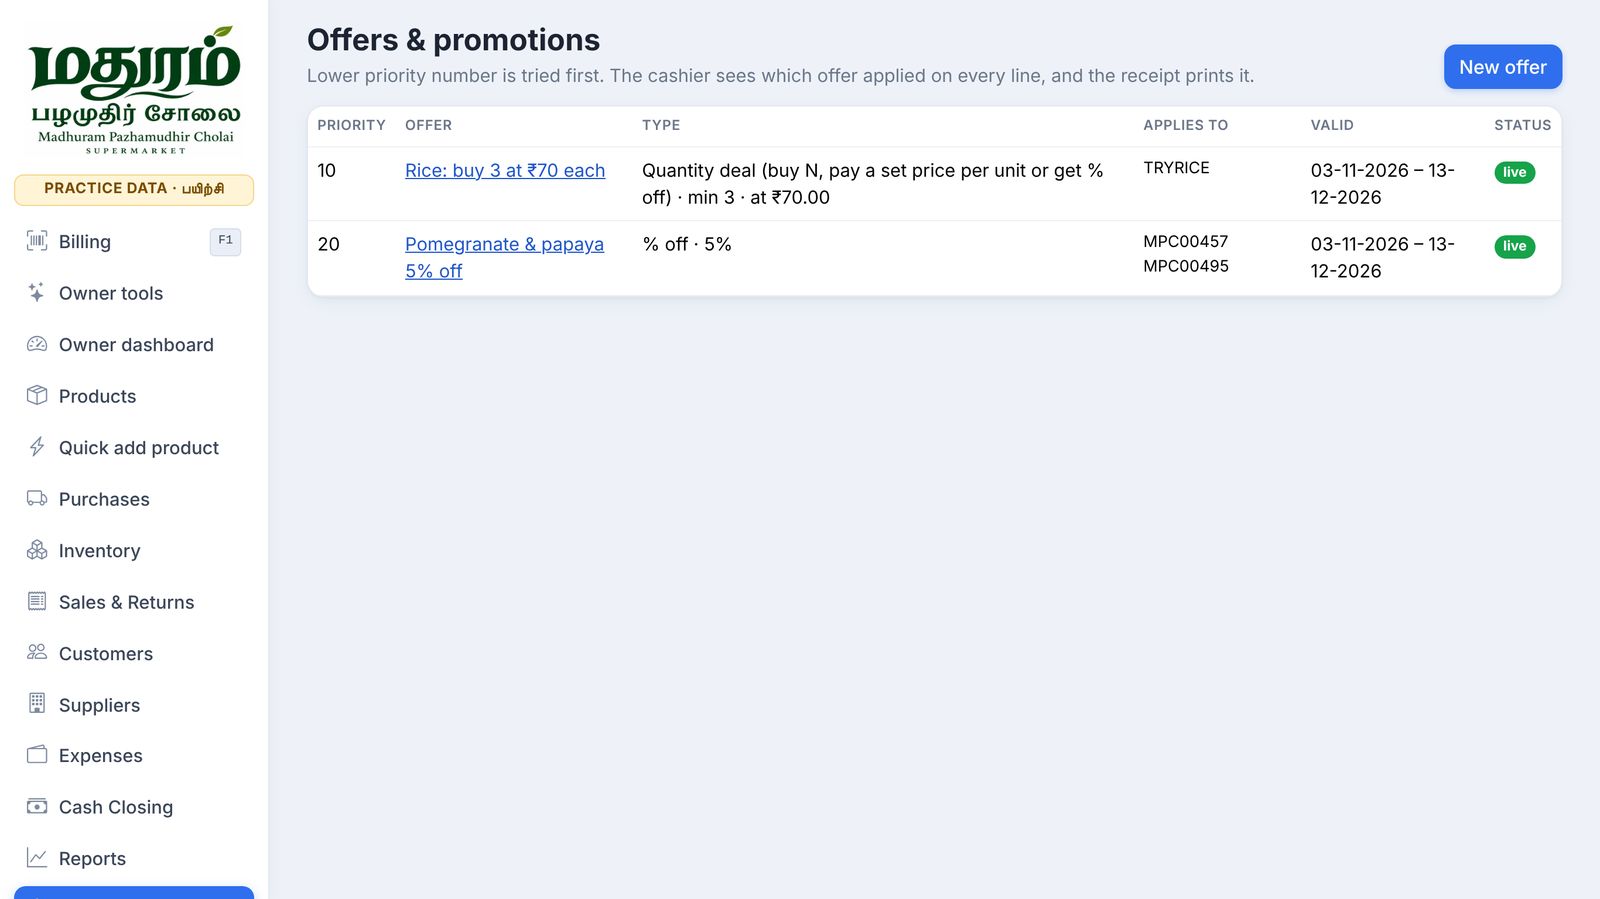 மதுரம்
பழமுதிர் சோலை
Madhuram Pazhamudhir Cholai
SUPERMARKET
PRACTICE DATA · பயிற்சி
Billing F1
Owner tools
Owner dashboard
Products
Quick add product
Purchases
Inventory
Sales & Returns
Customers
Suppliers
Expenses
Cash Closing
Reports
Offers & promotions
Lower priority number is tried first. The cashier sees which offer applied on every line, and the receipt prints it.
New offer
PRIORITY OFFER TYPE APPLIES TO VALID STATUS
10 Rice: buy 3 at ₹70 each Quantity deal (buy N, pay a set price per unit or get % TRYRICE 03-11-2026 – 13- live
off) · min 3 · at ₹70.00 12-2026
20 Pomegranate & papaya % off · 5% MPC00457 03-11-2026 – 13- live
5% off MPC00495 12-2026